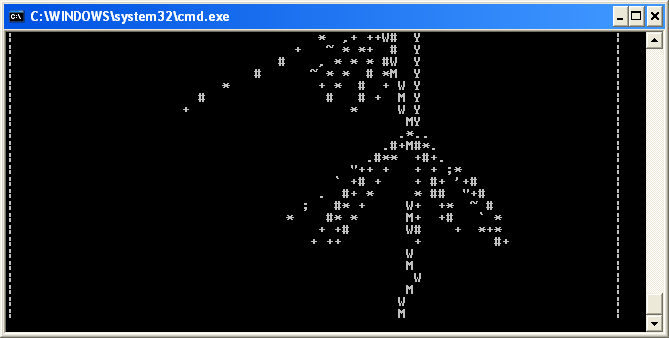 C:\WINDOWS\system32\cmd.exe
¦                                      *  ,+ ++W#  Y                        ¦
¦                                   +   ~ * *+  #  Y                        ¦
¦                                 #    , * * * #W  Y                        ¦
¦                              #      ~ * *  # *M  Y                        ¦
¦                          *           + *  #  + W Y                        ¦
¦                       #               #   # +  M Y                        ¦
¦                     +                    *     W Y                        ¦
¦                                                 MY                        ¦
¦                                                .*..                       ¦
¦                                              .#+M#*.                      ¦
¦                                            .#**  +#+.                     ¦
¦                                          "++ +   + + ;*                   ¦
¦                                        ` +# +    + #+ '+#                 ¦
¦                                      .  #+ *     * ##  "+#                ¦
¦                                    ;   #* +     W+  +*  ~ #               ¦
¦                                  *    #* *      M+  +#   ` *              ¦
¦                                      + +#       W#    +  *+*              ¦
¦                                     + ++         +         #+             ¦
¦                                                 W                         ¦
¦                                                 M                         ¦
¦                                                  W                        ¦
¦                                                 M                         ¦
¦                                                W                          ¦
¦                                                M                          ¦